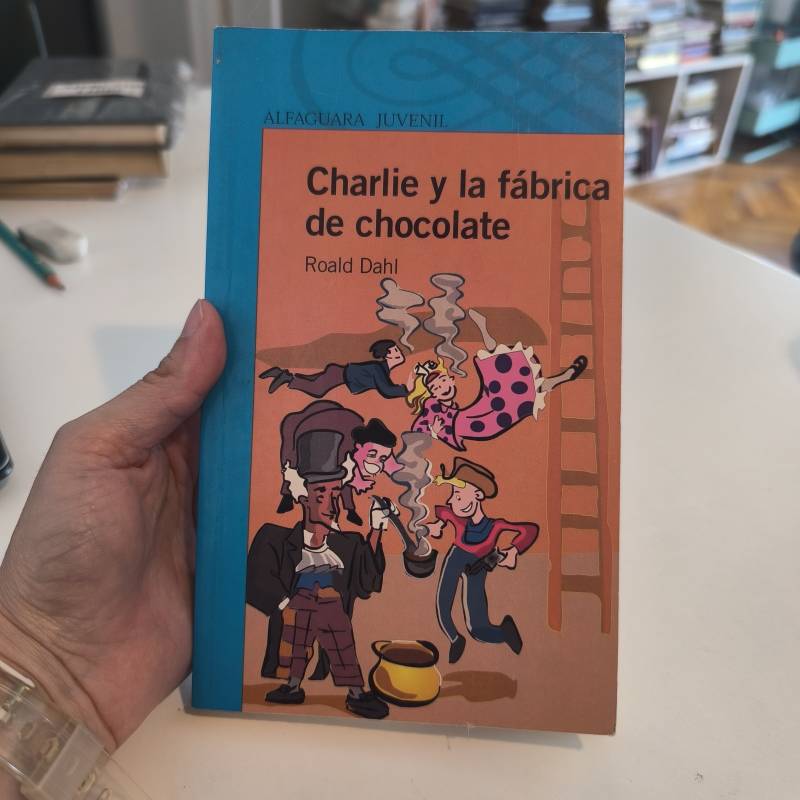 ALFAGUARA JUVENIL
Charlie y la fábrica
de chocolate
Roald Dahl